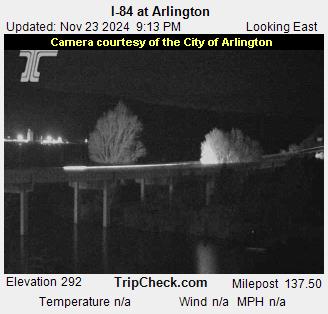 I-84 at Arlington
Updated: Nov 23 2024 9:13 PM Looking East
Camera courtesy of the City of Arlington
Elevation 292 TripCheck.com Milepost 137.50
Temperature n/a Wind n/a MPH n/a